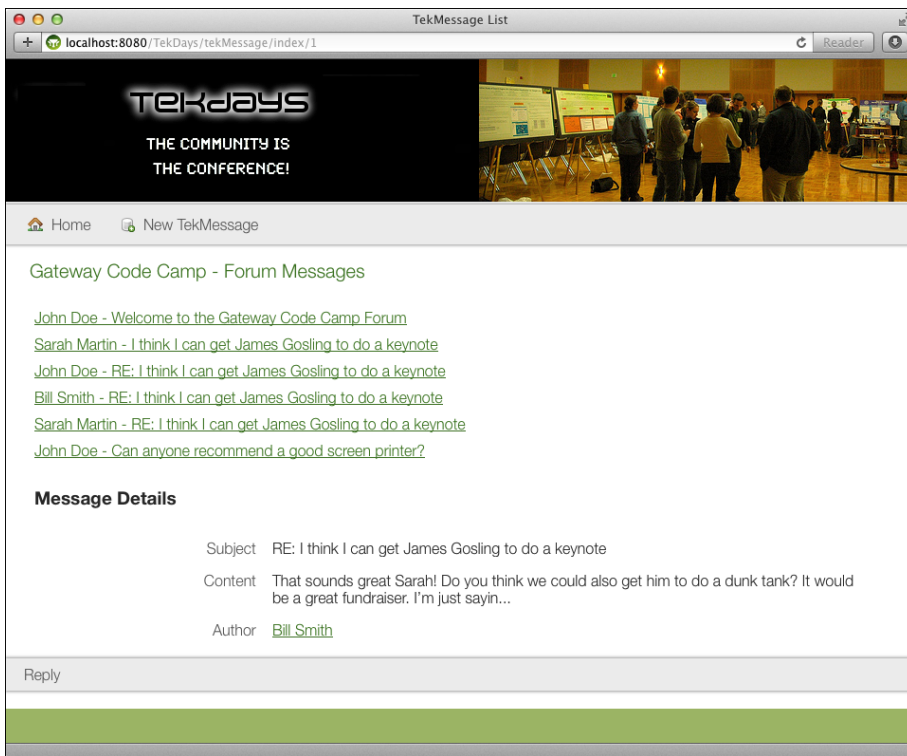 TekMessage List
localhost:8080/TekDays/tekMessage/index/1
Reader
TEKDAYS
THE COMMUNITY IS
THE CONFERENCE!
Home New TekMessage
Gateway Code Camp - Forum Messages
John Doe - Welcome to the Gateway Code Camp Forum
Sarah Martin - I think I can get James Gosling to do a keynote
John Doe - RE: I think I can get James Gosling to do a keynote
Bill Smith - RE: I think I can get James Gosling to do a keynote
Sarah Martin - RE: I think I can get James Gosling to do a keynote
John Doe - Can anyone recommend a good screen printer?
Message Details
Subject RE: I think I can get James Gosling to do a keynote
Content That sounds great Sarah! Do you think we could also get him to do a dunk tank? It would
be a great fundraiser. I'm just sayin...
Author Bill Smith
Reply